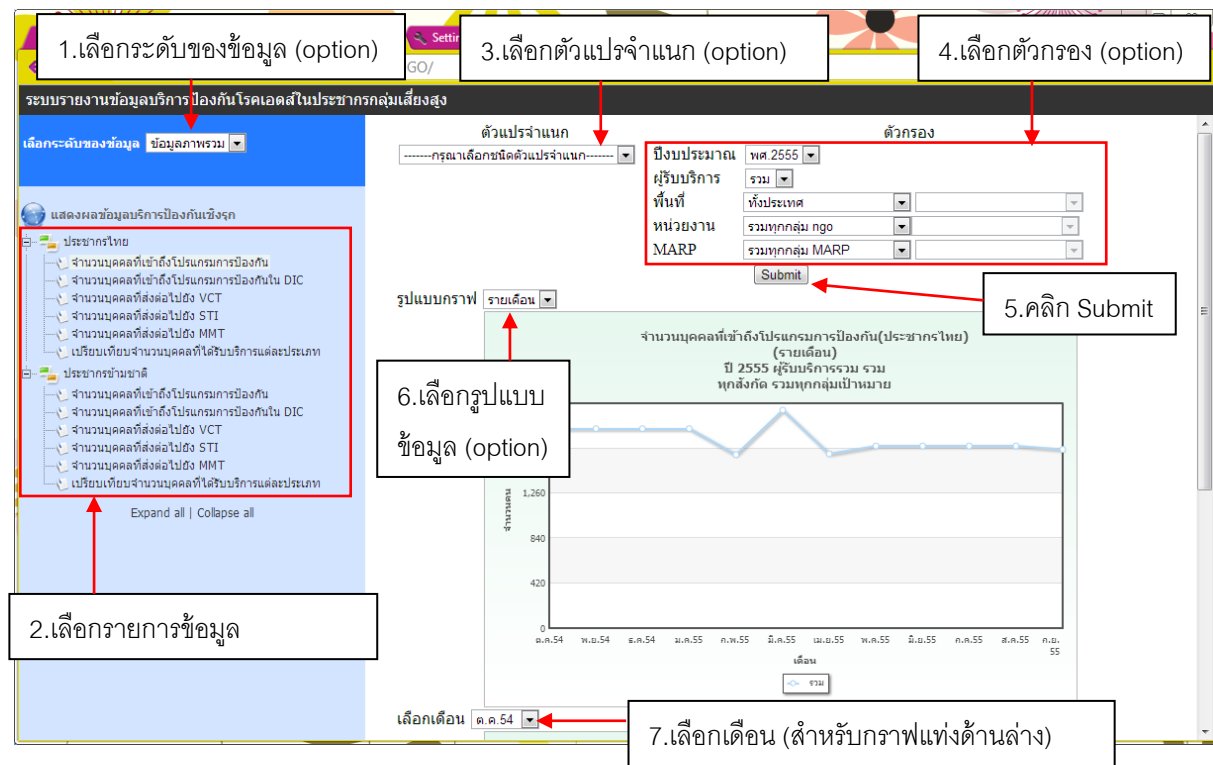 1.เลือกระดับของข้อมูล (option)
3.เลือกตัวแปรจำแนก (option)
4.เลือกตัวกรอง (option)
GO/
ระบบรายงานข้อมูลบริการป้องกันโรคเอดส์ในประชากรกลุ่มเสี่ยงสูง
เลือกระดับของข้อมูล ข้อมูลภาพรวม
ตัวแปรจำแนก
-------กรุณาเลือกชนิดตัวแปรจำแนก-------
ตัวกรอง
ปีงบประมาณ พศ.2555
ผู้รับบริการ รวม
พื้นที่ ทั้งประเทศ
หน่วยงาน รวมทุกกลุ่ม ngo
MARP รวมทุกกลุ่ม MARP
Submit
5.คลิก Submit
แสดงผลข้อมูลบริการป้องกันเชิงรุก
ประชากรไทย
จำนวนบุคคลที่เข้าถึงโปรแกรมการป้องกัน
จำนวนบุคคลที่เข้าถึงโปรแกรมการป้องกันใน DIC
จำนวนบุคคลที่ส่งต่อไปยัง VCT
จำนวนบุคคลที่ส่งต่อไปยัง STI
จำนวนบุคคลที่ส่งต่อไปยัง MMT
เปรียบเทียบจำนวนบุคคลที่ได้รับบริการแต่ละประเภท
ประชากรข้ามชาติ
จำนวนบุคคลที่เข้าถึงโปรแกรมการป้องกัน
จำนวนบุคคลที่เข้าถึงโปรแกรมการป้องกันใน DIC
จำนวนบุคคลที่ส่งต่อไปยัง VCT
จำนวนบุคคลที่ส่งต่อไปยัง STI
จำนวนบุคคลที่ส่งต่อไปยัง MMT
เปรียบเทียบจำนวนบุคคลที่ได้รับบริการแต่ละประเภท
Expand all | Collapse all
2.เลือกรายการข้อมูล
รูปแบบกราฟ รายเดือน
6.เลือกรูปแบบ
ข้อมูล (option)
จำนวนบุคคลที่เข้าถึงโปรแกรมการป้องกัน(ประชากรไทย)
(รายเดือน)
ปี 2555 ผู้รับบริการรวม รวม
ทุกสังกัด รวมทุกกลุ่มเป้าหมาย
จำนวนคน
1,260
840
420
0
ต.ค.54 พ.ย.54 ธ.ค.54 ม.ค.55 ก.พ.55 มี.ค.55 เม.ย.55 พ.ค.55 มิ.ย.55 ก.ค.55 ส.ค.55 ก.ย.
55
เดือน
รวม
เลือกเดือน ต.ค.54
7.เลือกเดือน (สำหรับกราฟแท่งด้านล่าง)